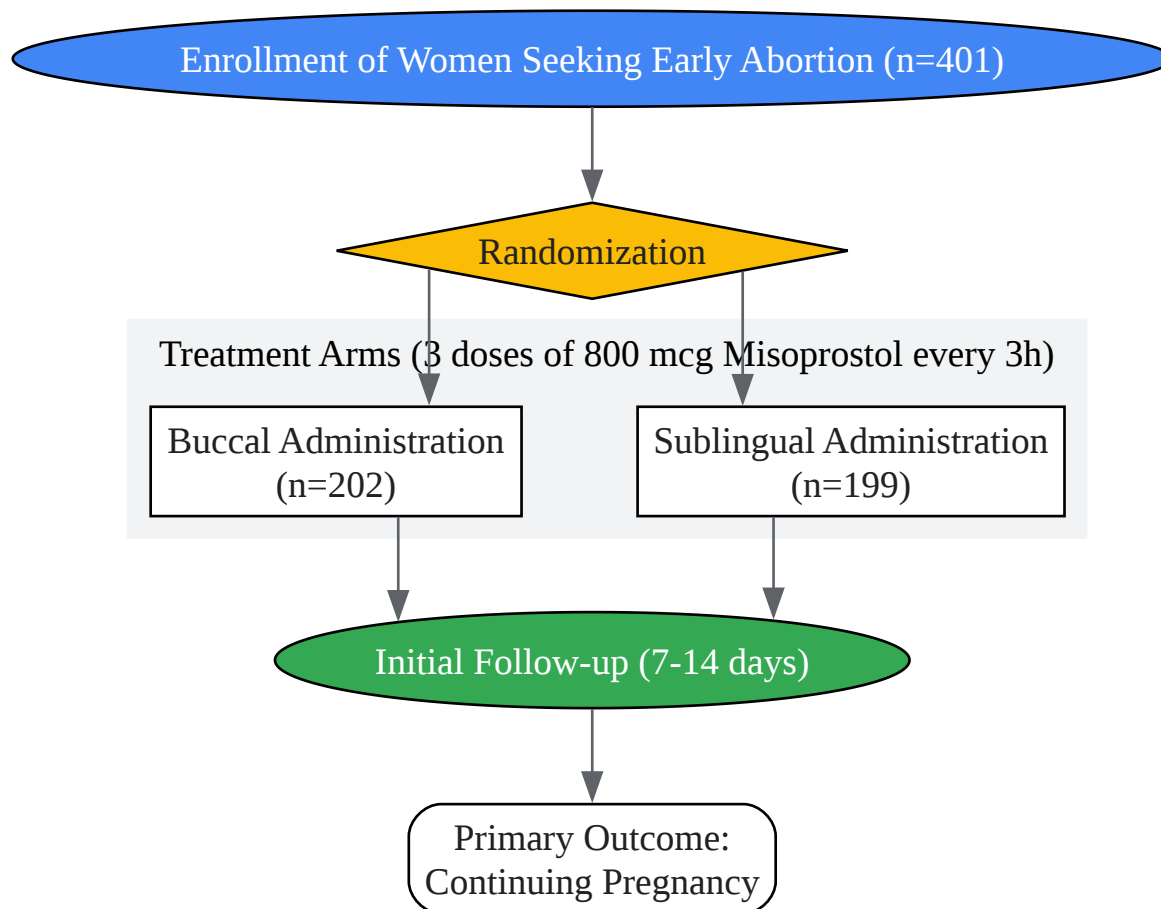 Enrollment of Women Seeking Early Abortion (n=401)
Randomization
Treatment Arms (3 doses of 800 mcg Misoprostol every 3h)
Buccal Administration
(n=202)
Sublingual Administration
(n=199)
Initial Follow-up (7-14 days)
Primary Outcome:
Continuing Pregnancy